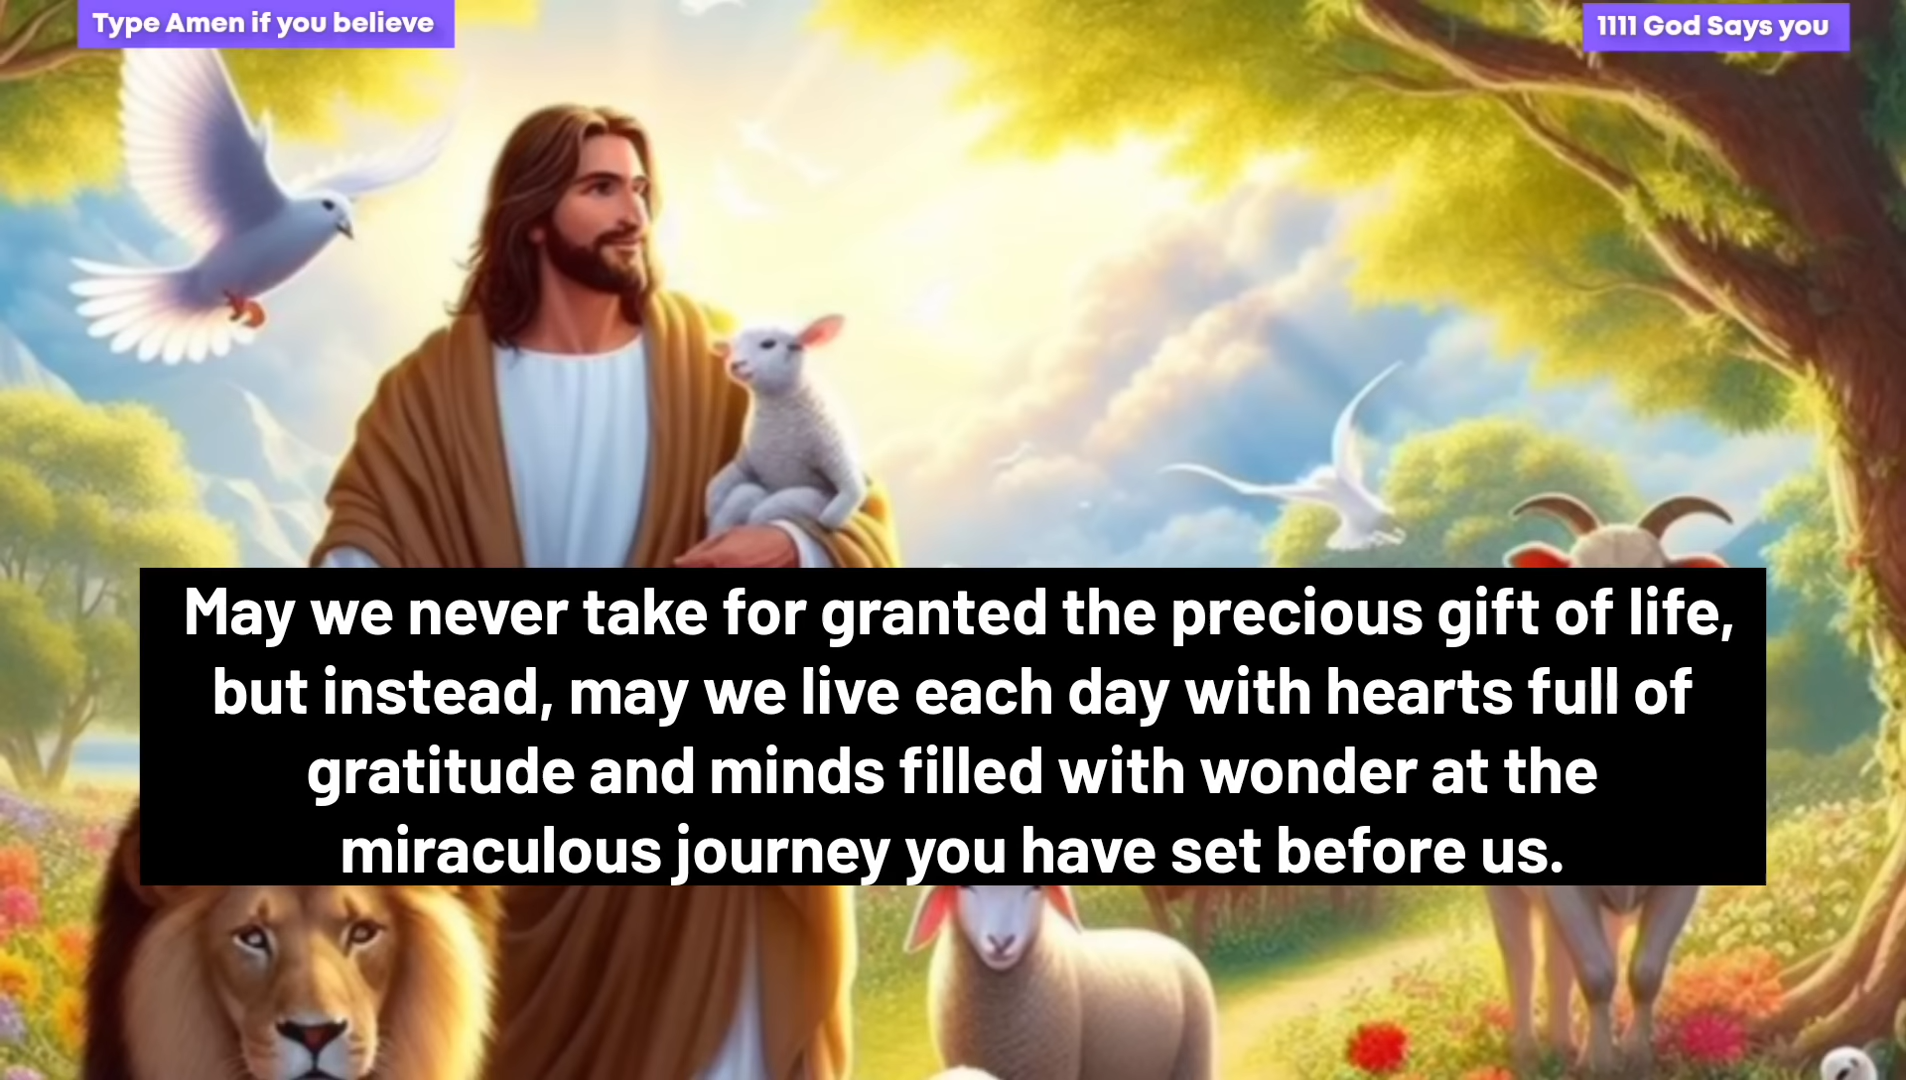 Type Amen if you believe
1111 God Says you
May we never take for granted the precious gift of life,
but instead, may we live each day with hearts full of
gratitude and minds filled with wonder at the
miraculous journey you have set before us.